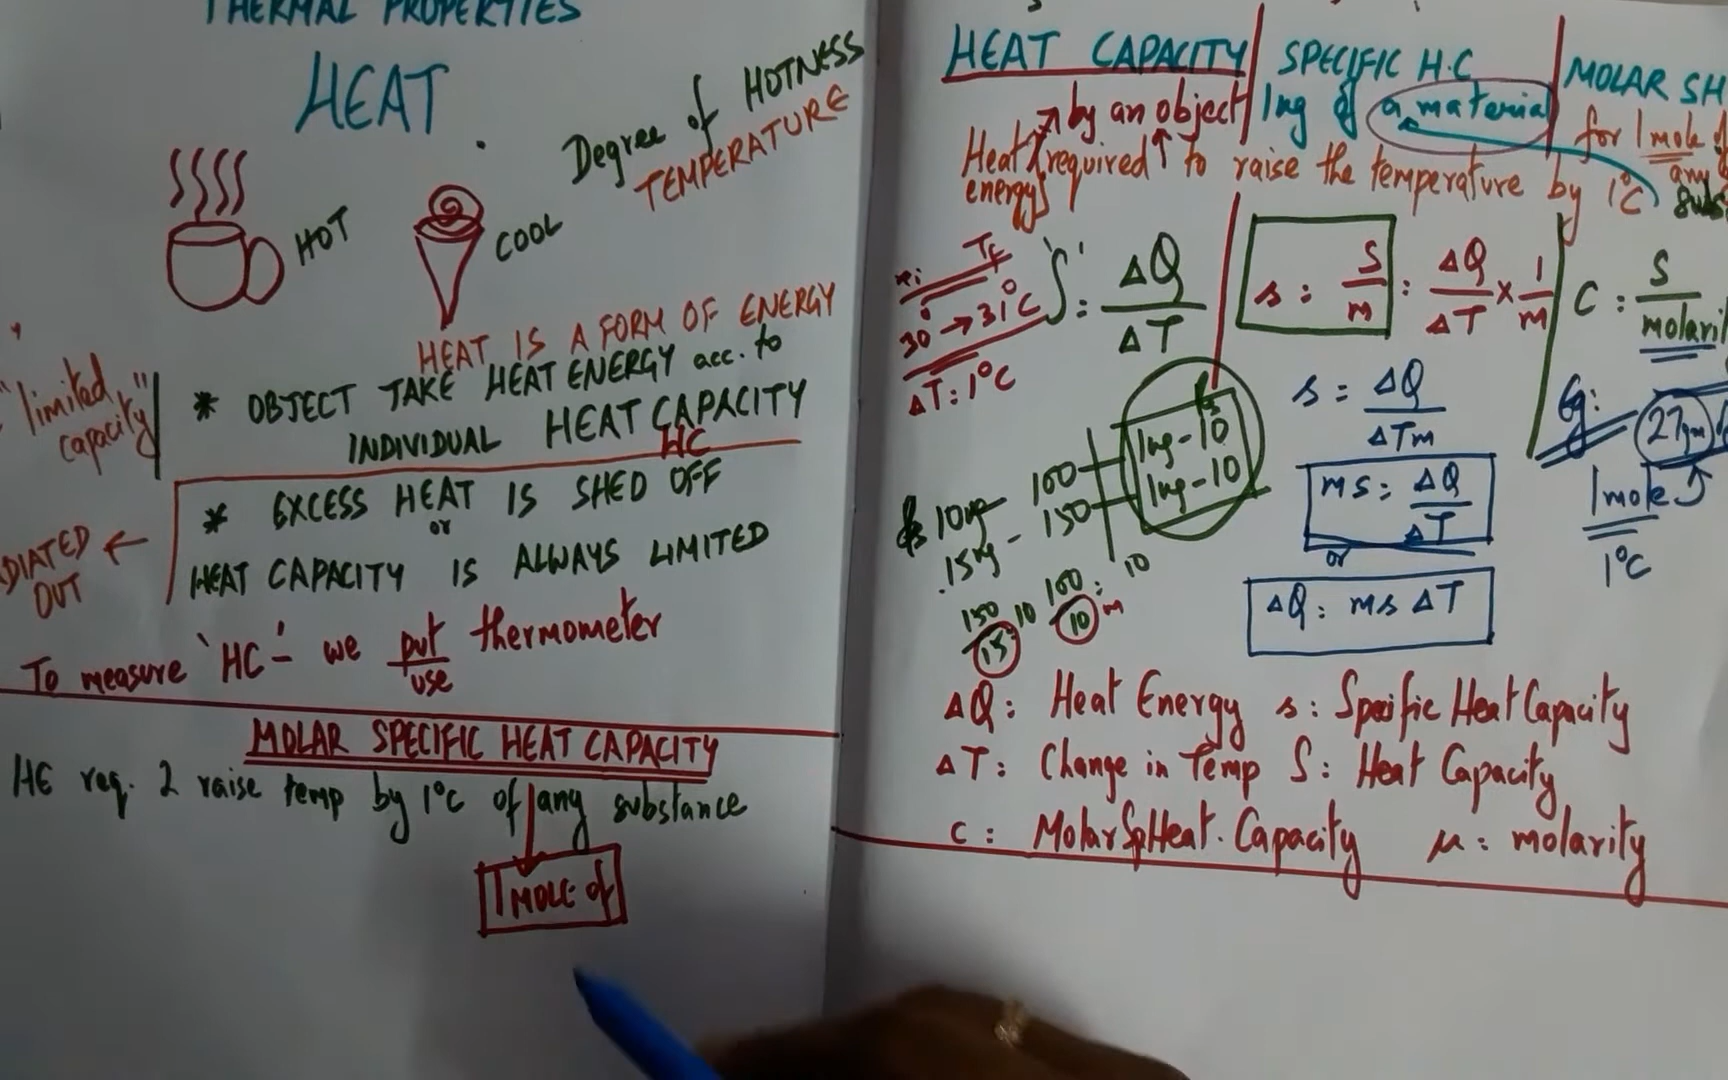 THERMAL PROPERTIES
HEAT
Degree of HOTNESS
TEMPERATURE
HOT
COOL
HEAT IS A FORM OF ENERGY
"limited capacity"
* OBJECT TAKE HEAT ENERGY acc. to
INDIVIDUAL HEAT CAPACITY
HC
* EXCESS HEAT IS SHED OFF
or
HEAT CAPACITY IS ALWAYS LIMITED
DIATED ←
OUT
To measure 'HC' - we put thermometer
use
MOLAR SPECIFIC HEAT CAPACITY
HE req. 2 raise temp by 1°C of any substance
1 MOLE of
HEAT CAPACITY
by an object
Heat required to raise the temperature by 1°C
energy
SPECIFIC H.C
1kg of a material
MOLAR SH
for 1 mole
any
Ti Tf
30° → 31°C
ΔT: 1°C
'S' : ΔQ / ΔT
s : S / m : ΔQ / ΔT × 1 / m
C : S / molari
s = ΔQ / ΔTm
ms : ΔQ / ΔT
or
ΔQ : ms ΔT
Eg: 27gm
1mole
1°C
1kg - 10
1kg - 10
10kg - 100
15kg - 150
150 / 15 : 10
100 / 10 : 10
m
ΔQ : Heat Energy s : Specific Heat Capacity
ΔT : Change in Temp S : Heat Capacity
C : Molar Sp Heat. Capacity μ : molarity